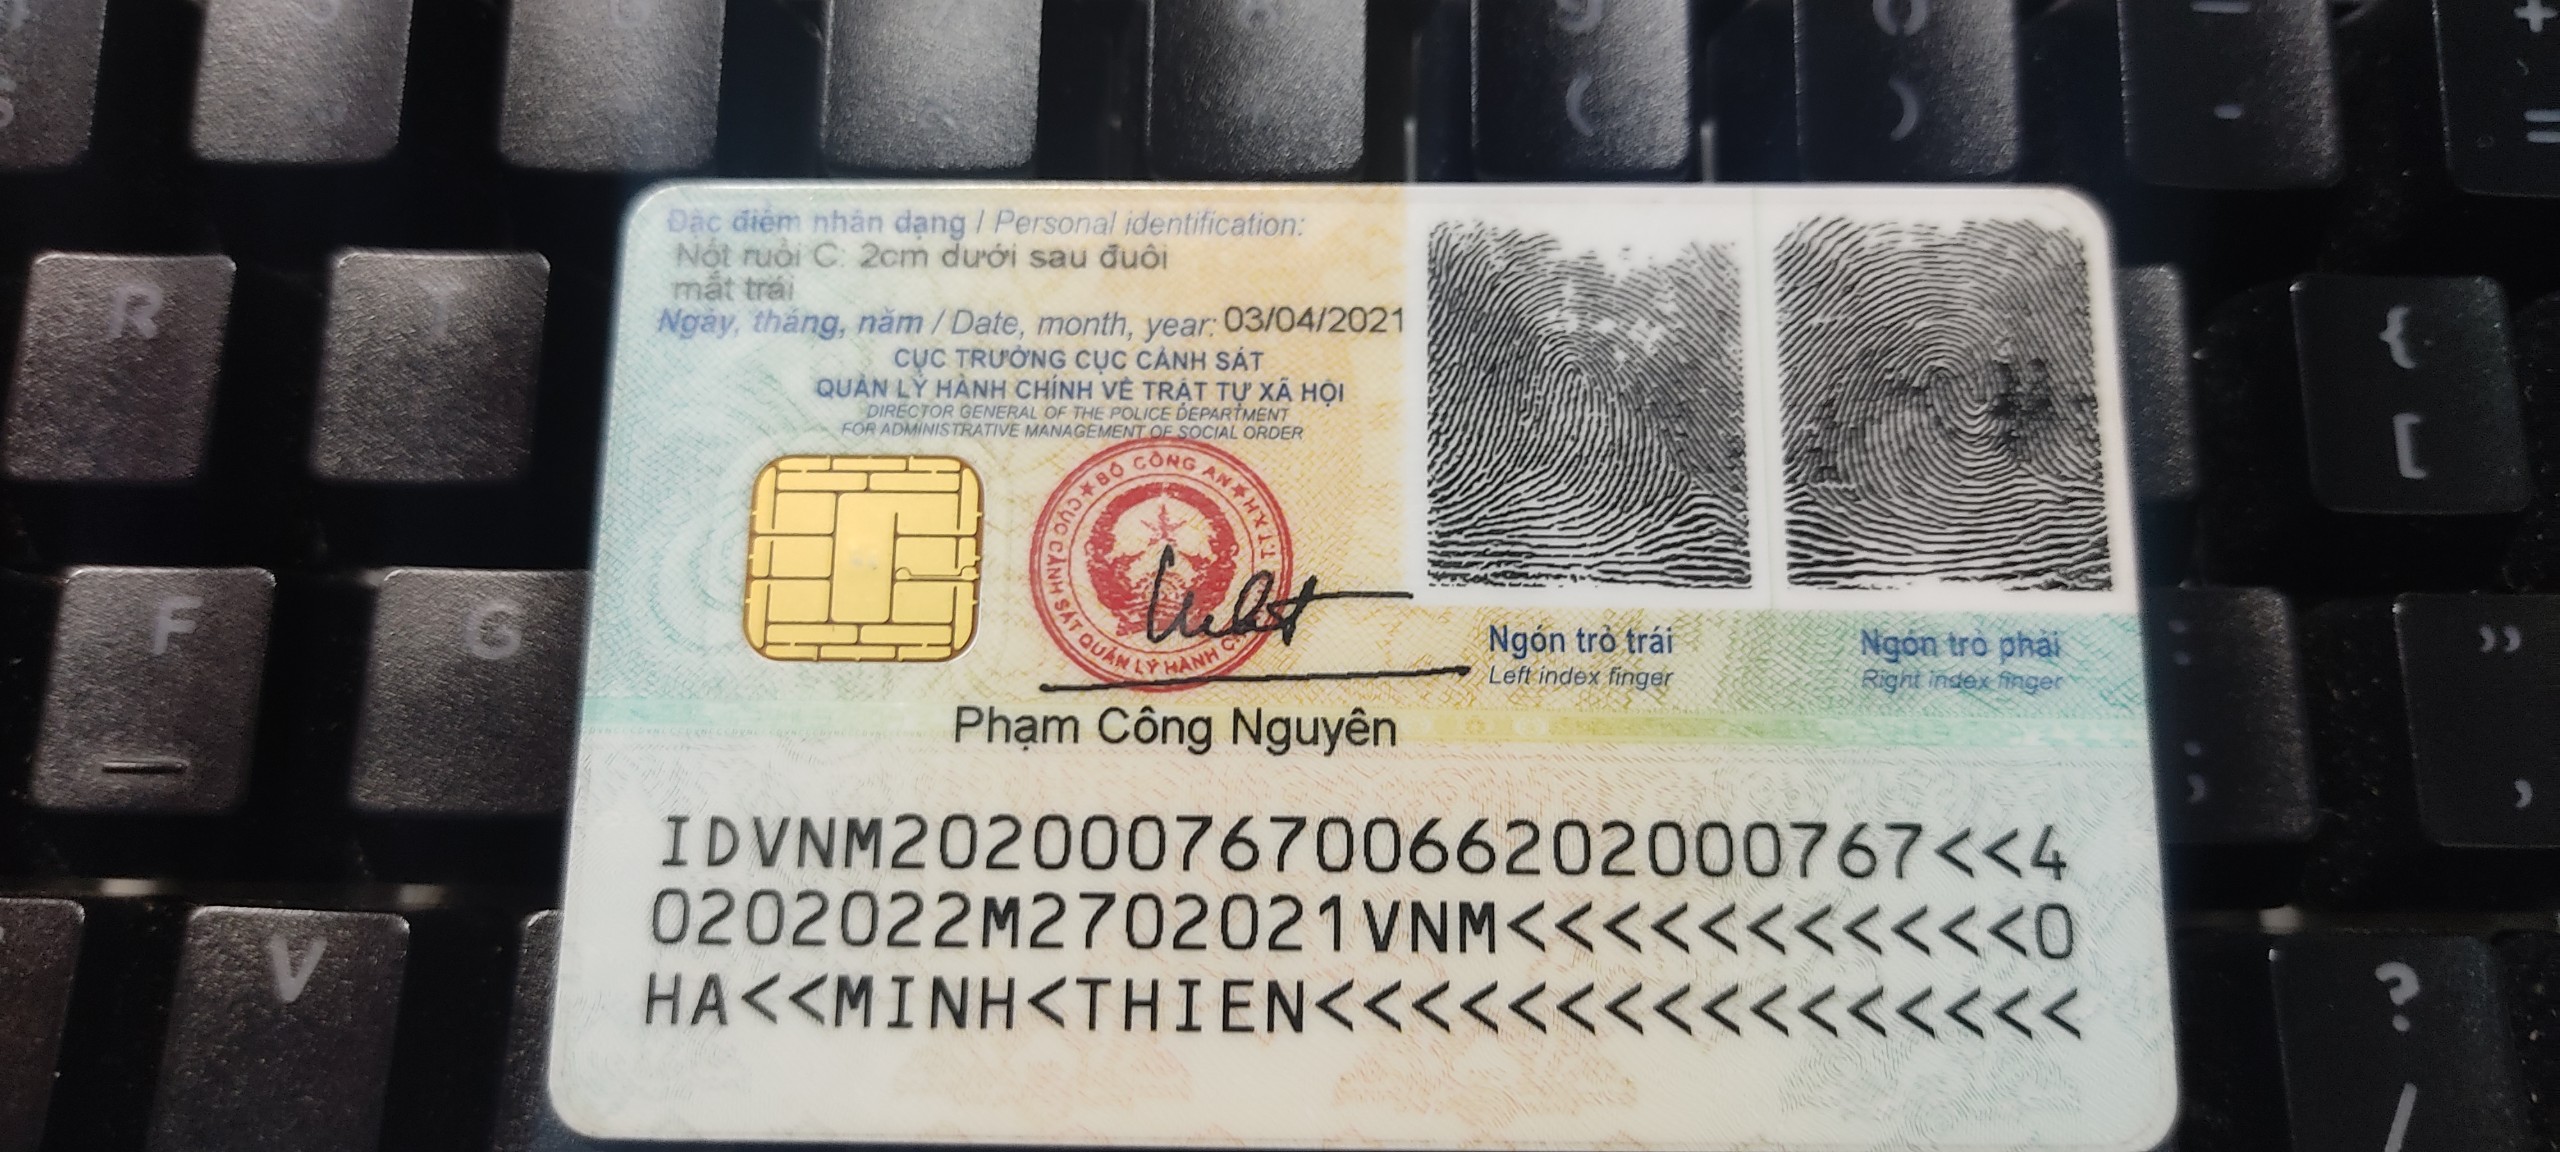 Đặc điểm nhân dạng / Personal identification:
Nốt ruồi C: 2cm dưới sau đuôi
mắt trái
Ngày, tháng, năm / Date, month, year: 03/04/2021
CỤC TRƯỞNG CỤC CẢNH SÁT
QUẢN LÝ HÀNH CHÍNH VỀ TRẬT TỰ XÃ HỘI
DIRECTOR GENERAL OF THE POLICE DEPARTMENT
FOR ADMINISTRATIVE MANAGEMENT OF SOCIAL ORDER
BỘ CÔNG AN
CỤC CẢNH SÁT QUẢN LÝ HÀNH
TTXH
Ngón trỏ trái
Left index finger
Ngón trỏ phải
Right index finger
Phạm Công Nguyên
IDVNM2020007670066202000767<<4
0202022M2702021VNM<<<<<<<<<<<0
HA<<MINH<THIEN<<<<<<<<<<<<<<<<
R
T
F
G
V
9
(
0
)
-
+
=
{
[
"
,
?
/